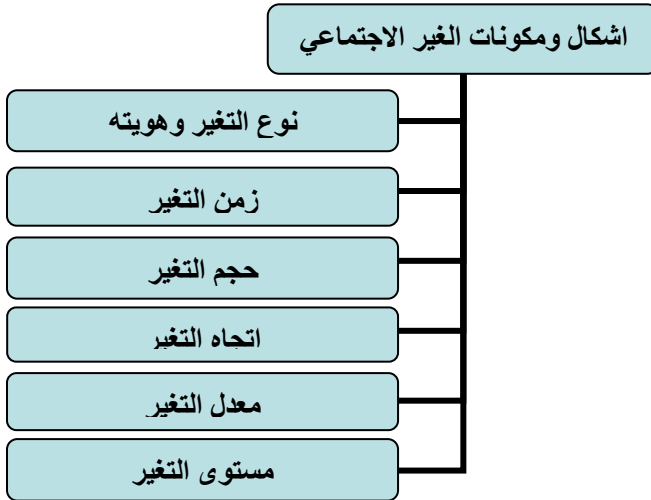 اشكال ومكونات الغير الاجتماعي
نوع التغير وهويته
زمن التغير
حجم التغير
اتجاه التغير
معدل التغير
مستوى التغير